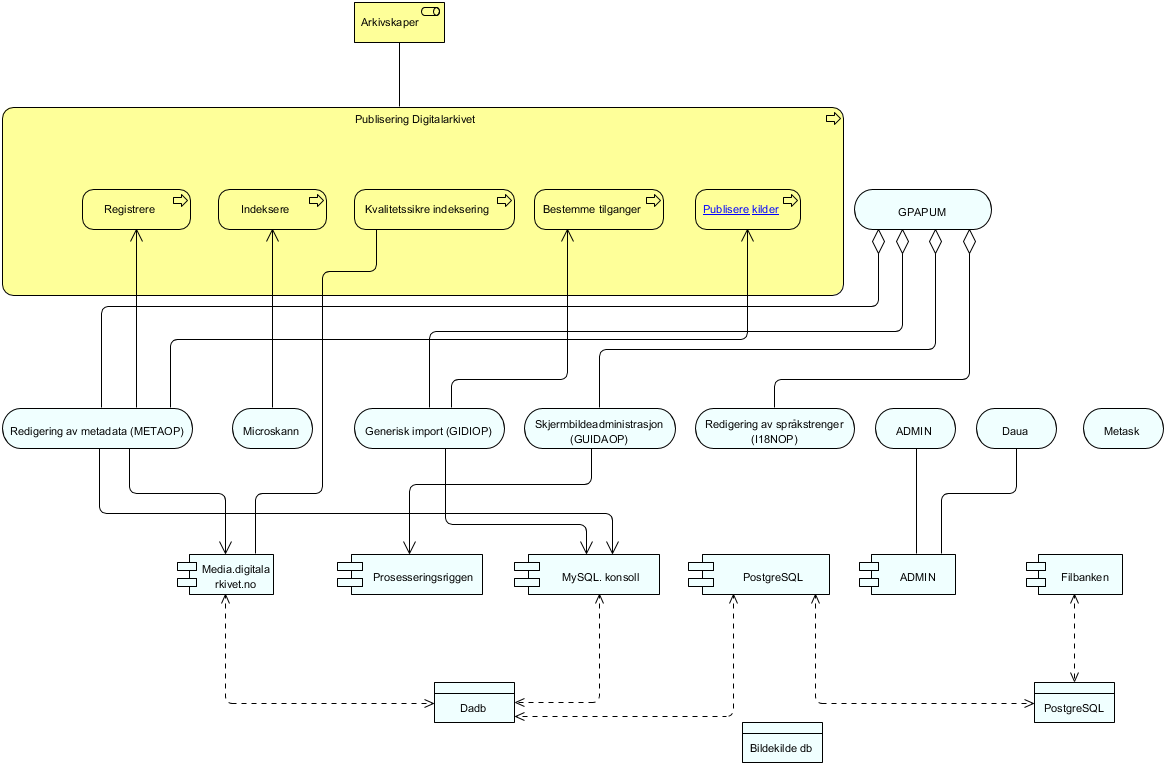 Arkivskaper
Publisering Digitalarkivet
Registrere
Indeksere
Kvalitetssikre indeksering
Bestemme tilganger
Publisere kilder
GPAPUM
Redigering av metadata (METAOP)
Microskann
Generisk import (GIDIOP)
Skjermbildeadministrasjon
(GUIDAOP)
Redigering av språkstrenger
(I18NOP)
ADMIN
Daua
Metask
Media.digitala
rkivet.no
Prosesseringsriggen
MySQL. konsoll
PostgreSQL
ADMIN
Filbanken
Dadb
PostgreSQL
Bildekilde db